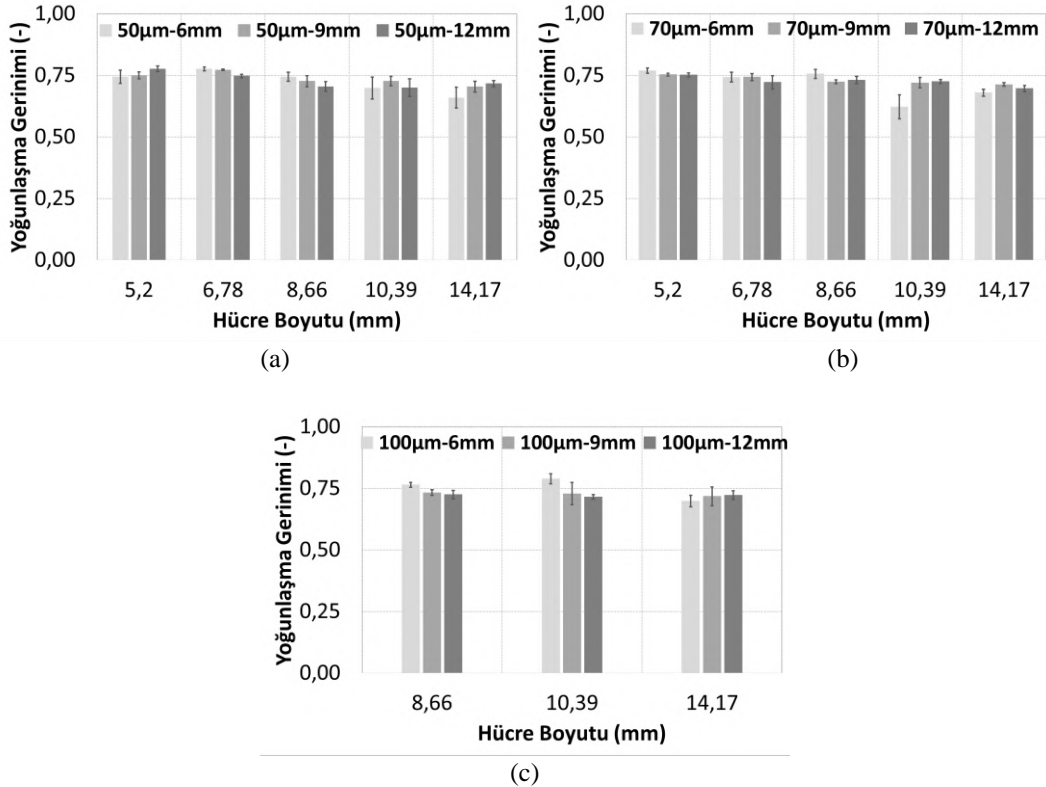 1,00
50µm-6mm 50µm-9mm 50µm-12mm
0,75
0,50
0,25
0,00
Yoğunlaşma Gerinimi (-)
5,2 6,78 8,66 10,39 14,17
Hücre Boyutu (mm)
(a)
1,00
70µm-6mm 70µm-9mm 70µm-12mm
0,75
0,50
0,25
0,00
Yoğunlaşma Gerinimi (-)
5,2 6,78 8,66 10,39 14,17
Hücre Boyutu (mm)
(b)
1,00
100µm-6mm 100µm-9mm 100µm-12mm
0,75
0,50
0,25
0,00
Yoğunlaşma Gerinimi (-)
8,66 10,39 14,17
Hücre Boyutu (mm)
(c)